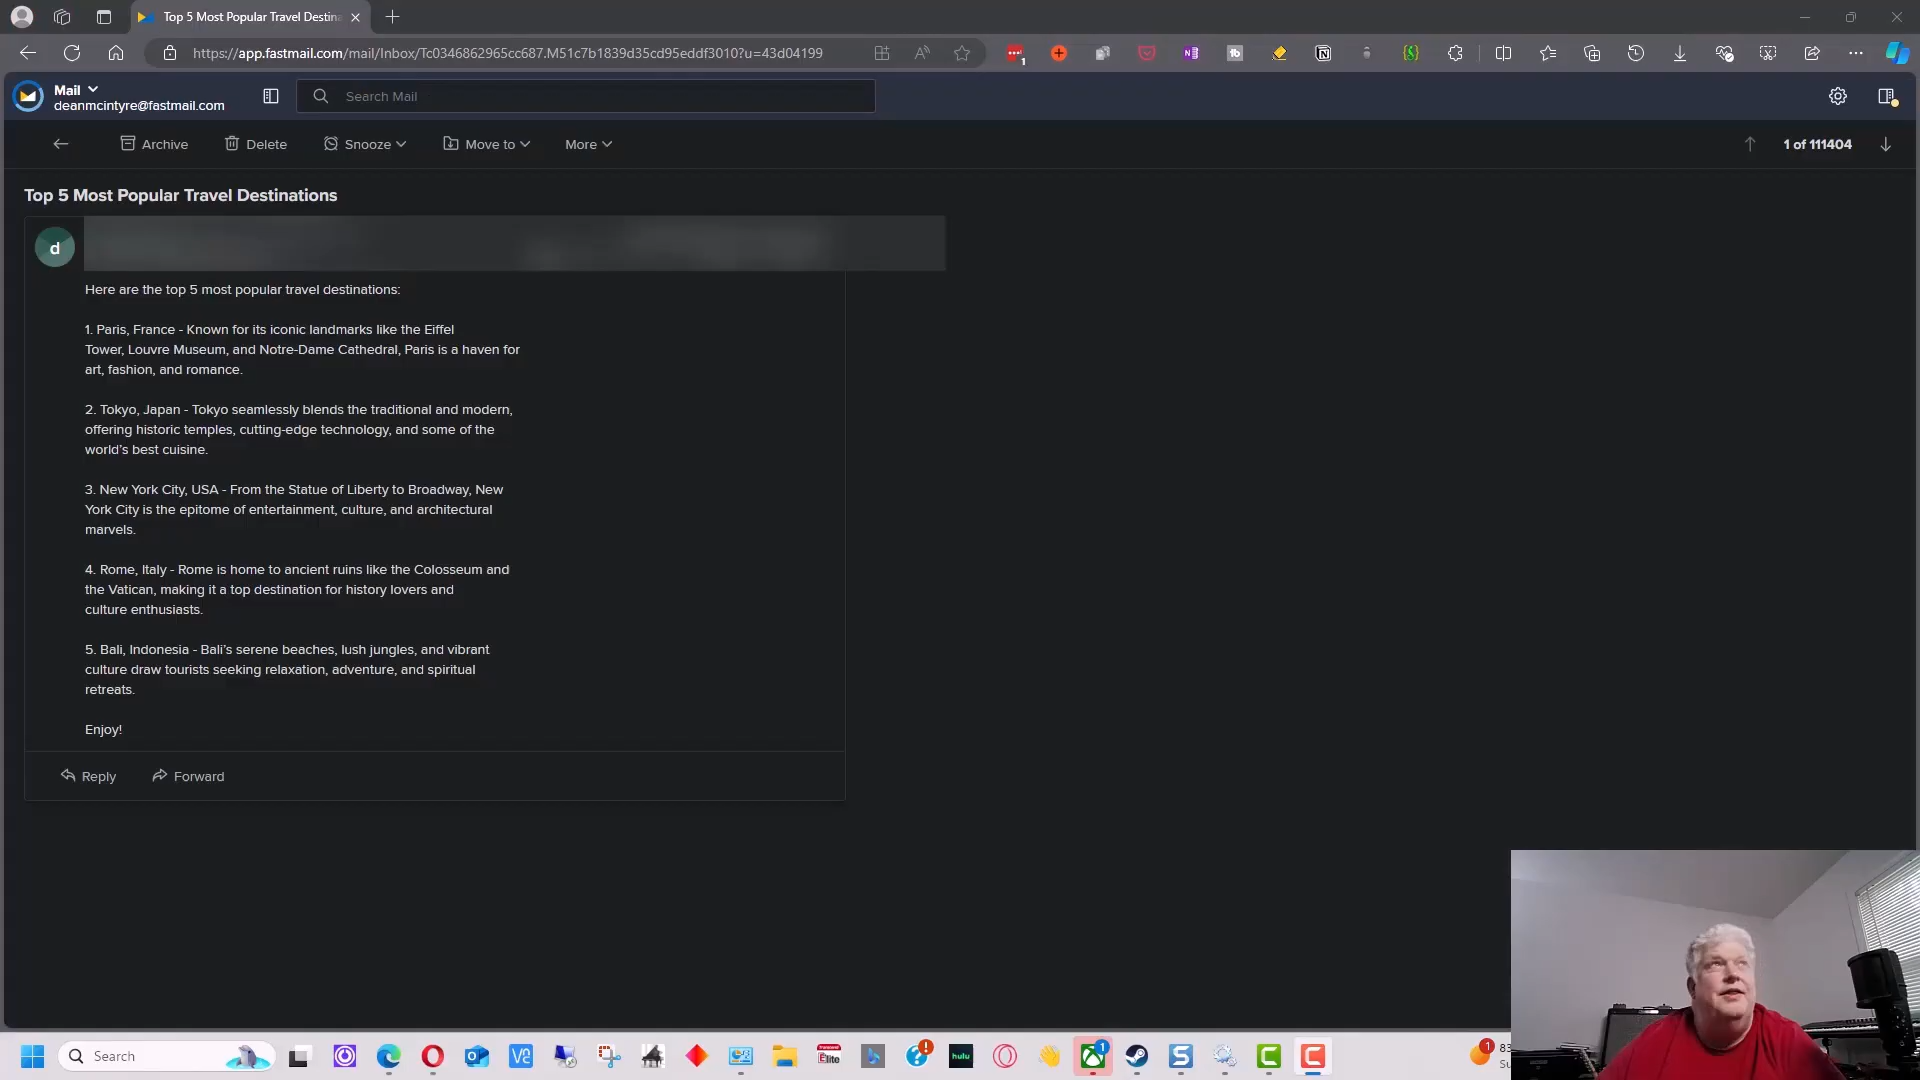 Top 5 Most Popular Travel Destina
https://app.fastmail.com/mail/Inbox/Tc0346862965cc687.M51c7b1839d35cd95eddf3010?u=43d04199
1
Mail
deanmcintyre@fastmail.com
Search Mail
Archive
Delete
Snooze
Move to
More
1 of 111404
Top 5 Most Popular Travel Destinations
d
Here are the top 5 most popular travel destinations:
1. Paris, France - Known for its iconic landmarks like the Eiffel
Tower, Louvre Museum, and Notre-Dame Cathedral, Paris is a haven for
art, fashion, and romance.
2. Tokyo, Japan - Tokyo seamlessly blends the traditional and modern,
offering historic temples, cutting-edge technology, and some of the
world’s best cuisine.
3. New York City, USA - From the Statue of Liberty to Broadway, New
York City is the epitome of entertainment, culture, and architectural
marvels.
4. Rome, Italy - Rome is home to ancient ruins like the Colosseum and
the Vatican, making it a top destination for history lovers and
culture enthusiasts.
5. Bali, Indonesia - Bali’s serene beaches, lush jungles, and vibrant
culture draw tourists seeking relaxation, adventure, and spiritual
retreats.
Enjoy!
Reply
Forward
Search
Elite
hulu
1
1